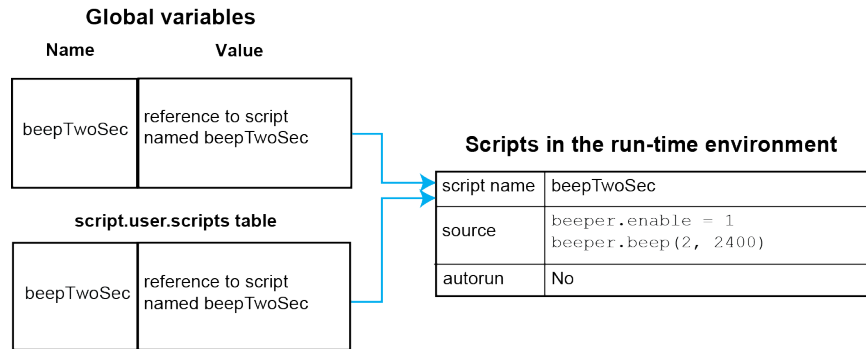 Global variables
Name Value
beepTwoSec
reference to script
named beepTwoSec
script.user.scripts table
beepTwoSec
reference to script
named beepTwoSec
Scripts in the run-time environment
script name beepTwoSec
source
beeper.enable = 1
beeper.beep(2, 2400)
autorun No